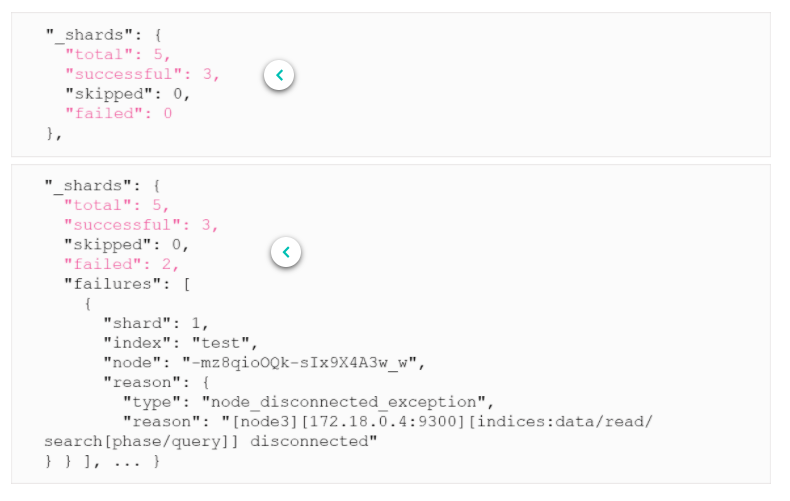 "_shards": {
"total": 5,
"successful": 3,
"skipped": 0,
"failed": 0
},
"_shards": {
"total": 5,
"successful": 3,
"skipped": 0,
"failed": 2,
"failures": [
{
"shard": 1,
"index": "test",
"node": "-mz8qioOQk-sIx9X4A3w_w",
"reason": {
"type": "node_disconnected_exception",
"reason": "[node3][172.18.0.4:9300][indices:data/read/
search[phase/query]] disconnected"
} } ], ... }